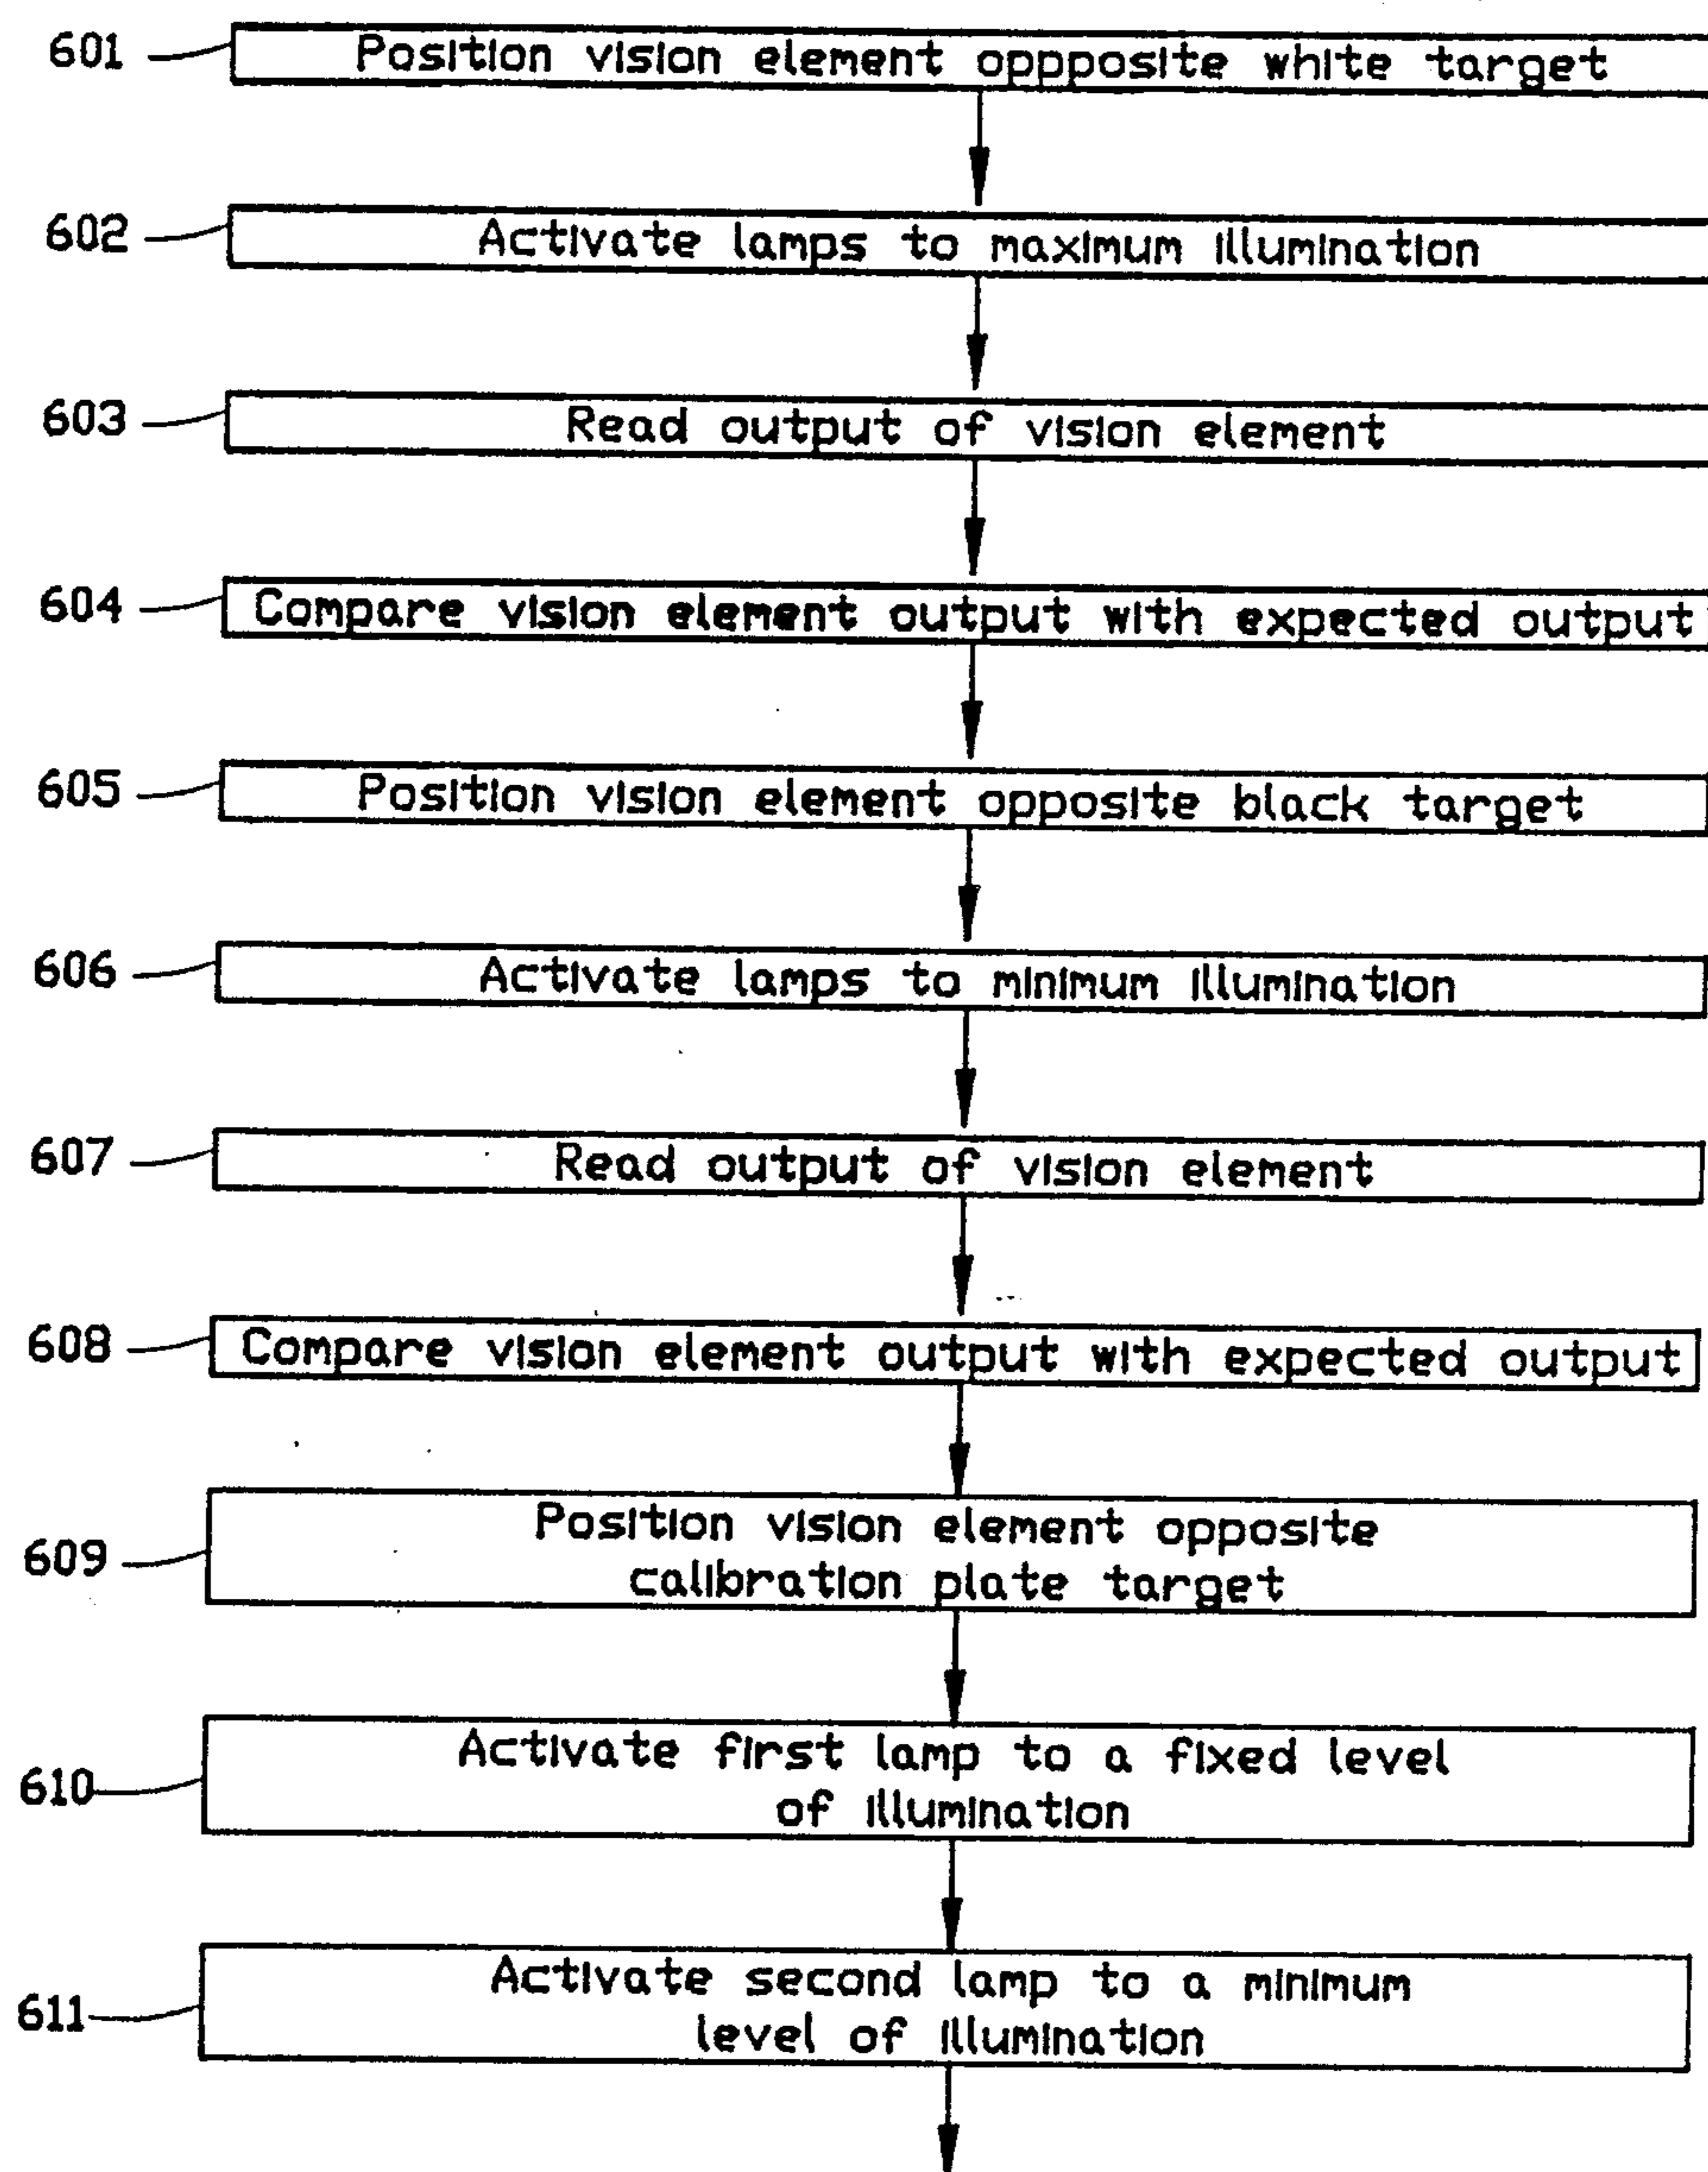 601 Position vision element oppposite white target
602 Activate lamps to maximum illumination
603 Read output of vision element
604 Compare vision element output with expected output
605 Position vision element opposite black target
606 Activate lamps to minimum illumination
607 Read output of vision element
608 Compare vision element output with expected output
609 Position vision element opposite
calibration plate target
610 Activate first lamp to a fixed level
of illumination
611 Activate second lamp to a minimum
level of illumination